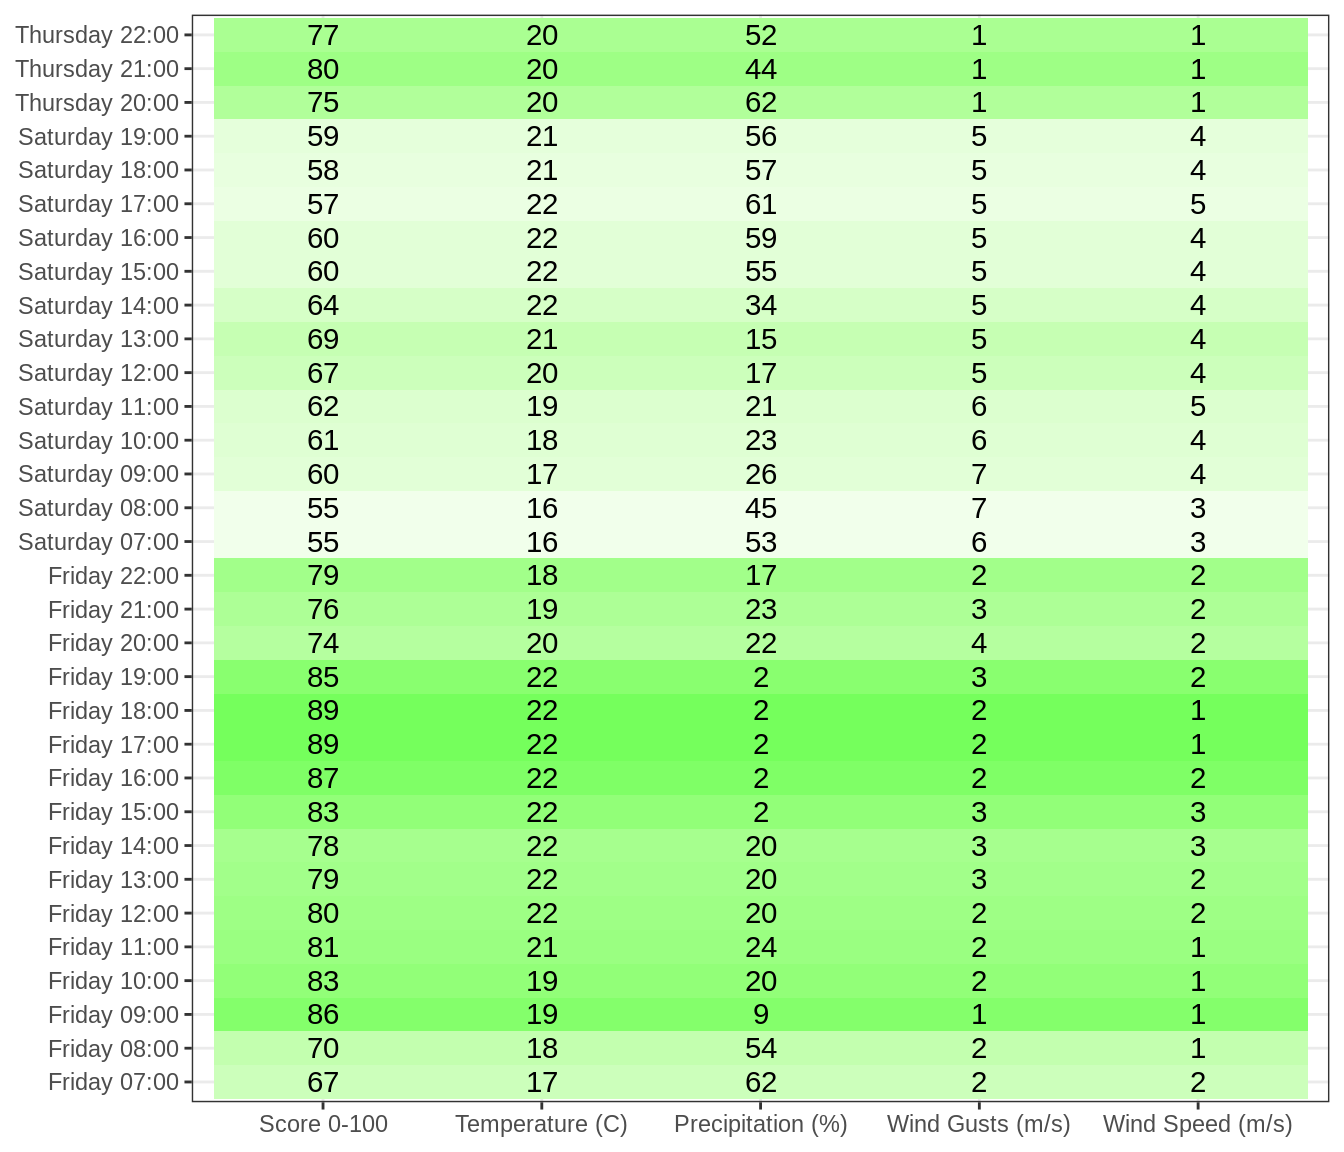 Thursday 22:00 77 20 52 1 1
Thursday 21:00 80 20 44 1 1
Thursday 20:00 75 20 62 1 1
Saturday 19:00 59 21 56 5 4
Saturday 18:00 58 21 57 5 4
Saturday 17:00 57 22 61 5 5
Saturday 16:00 60 22 59 5 4
Saturday 15:00 60 22 55 5 4
Saturday 14:00 64 22 34 5 4
Saturday 13:00 69 21 15 5 4
Saturday 12:00 67 20 17 5 4
Saturday 11:00 62 19 21 6 5
Saturday 10:00 61 18 23 6 4
Saturday 09:00 60 17 26 7 4
Saturday 08:00 55 16 45 7 3
Saturday 07:00 55 16 53 6 3
Friday 22:00 79 18 17 2 2
Friday 21:00 76 19 23 3 2
Friday 20:00 74 20 22 4 2
Friday 19:00 85 22 2 3 2
Friday 18:00 89 22 2 2 1
Friday 17:00 89 22 2 2 1
Friday 16:00 87 22 2 2 2
Friday 15:00 83 22 2 3 3
Friday 14:00 78 22 20 3 3
Friday 13:00 79 22 20 3 2
Friday 12:00 80 22 20 2 2
Friday 11:00 81 21 24 2 1
Friday 10:00 83 19 20 2 1
Friday 09:00 86 19 9 1 1
Friday 08:00 70 18 54 2 1
Friday 07:00 67 17 62 2 2
Score 0-100 Temperature (C) Precipitation (%) Wind Gusts (m/s) Wind Speed (m/s)